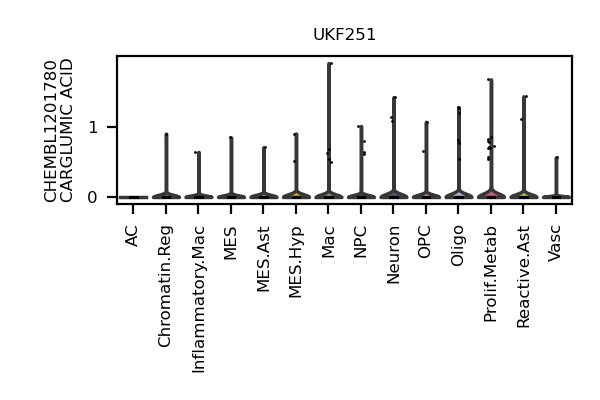 UKF251
CHEMBL1201780
CARGLUMIC ACID
1
0
AC
Chromatin.Reg
Inflammatory.Mac
MES
MES.Ast
MES.Hyp
Mac
NPC
Neuron
OPC
Oligo
Prolif.Metab
Reactive.Ast
Vasc